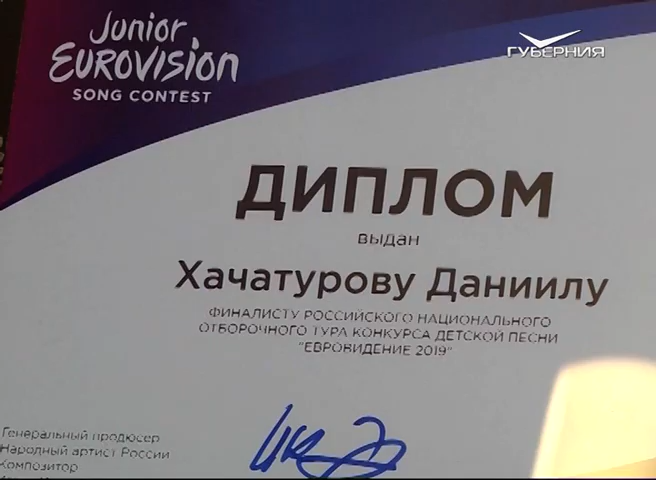 Junior
EUROVISION
SONG CONTEST
ГУБЕРНИЯ
ДИПЛОМ
выдан
Хачатурову Даниилу
ФИНАЛИСТУ РОССИЙСКОГО НАЦИОНАЛЬНОГО
ОТБОРОЧНОГО ТУРА КОНКУРСА ДЕТСКОЙ ПЕСНИ
"ЕВРОВИДЕНИЕ 2019"
Генеральный продюсер
Народный артист России
Композитор